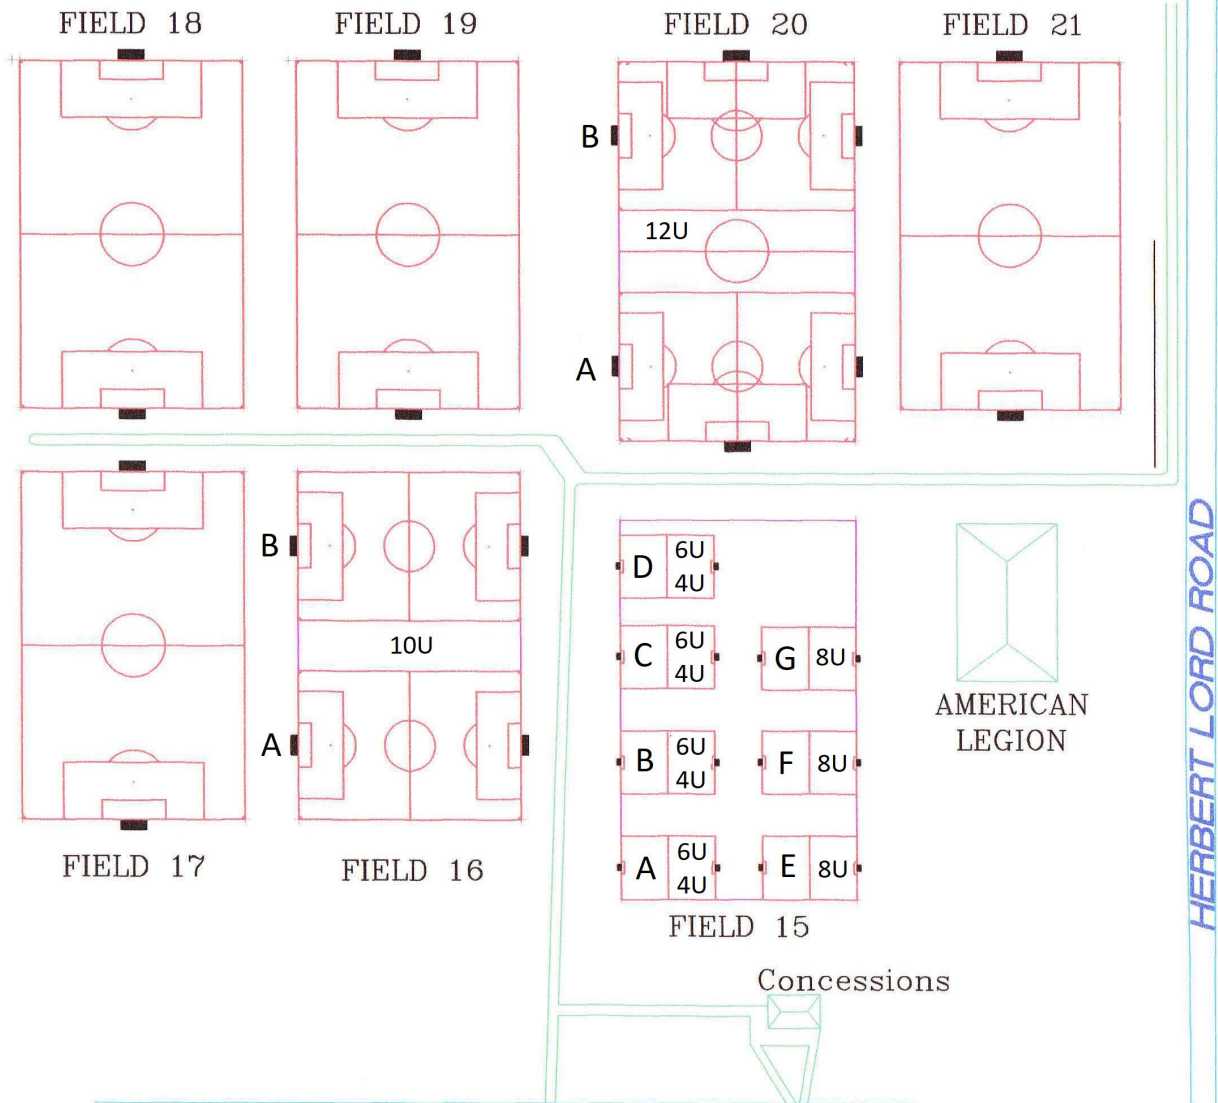 FIELD 18
FIELD 19
FIELD 20
FIELD 21
B
12U
A
B
10U
A
FIELD 17
FIELD 16
D
6U
4U
C
6U
4U
G
8U
B
6U
4U
F
8U
A
6U
4U
E
8U
FIELD 15
AMERICAN
LEGION
HERBERT LORD ROAD
Concessions